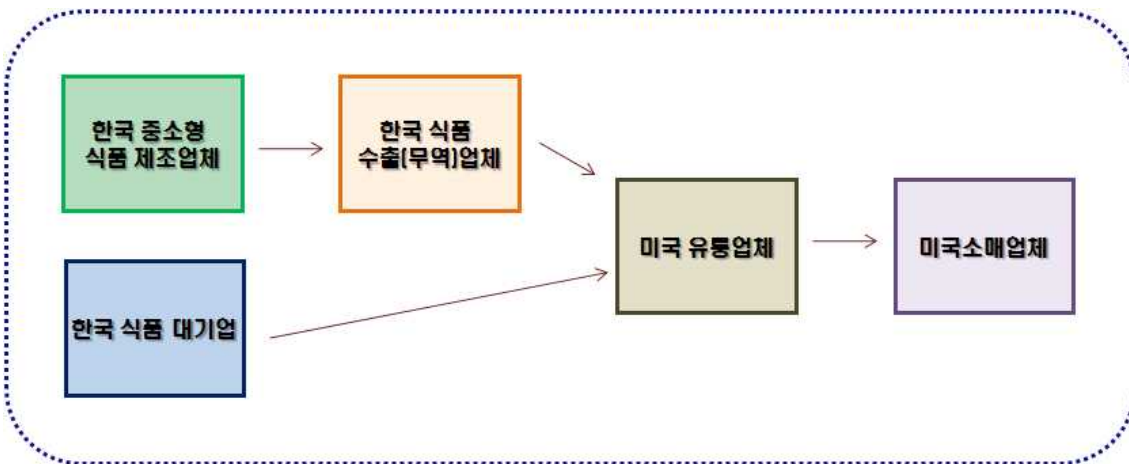 한국 중소형
식품 제조업체
한국 식품
수출(무역)업체
미국 유통업체
미국소매업체
한국 식품 대기업